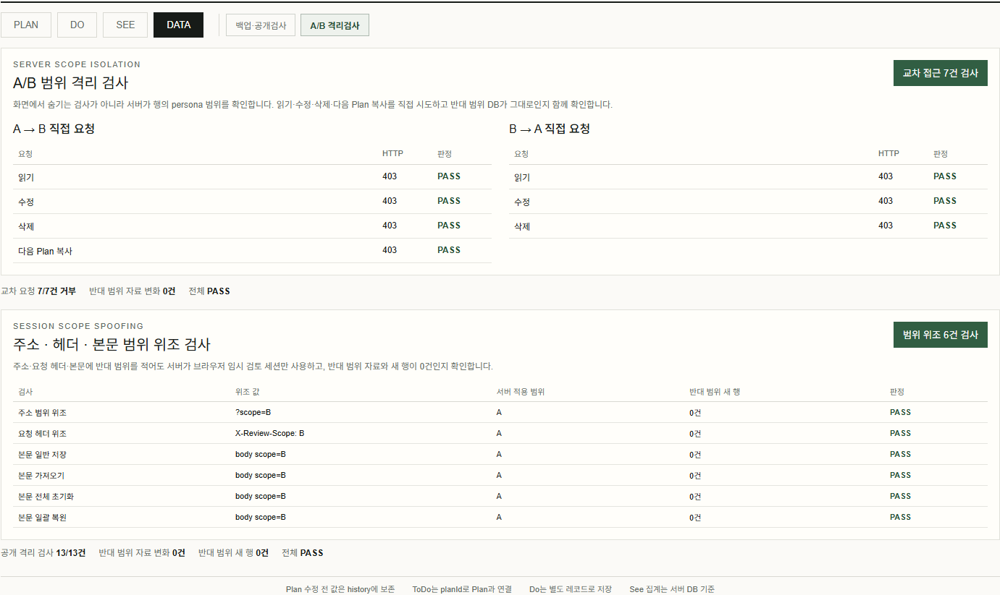 PLAN DO SEE DATA 백업·공개검사 A/B 격리검사
SERVER SCOPE ISOLATION
A/B 범위 격리 검사
교차 접근 7건 검사
화면에서 숨기는 검사가 아니라 서버가 행의 persona 범위를 확인합니다. 읽기·수정·삭제·다음 Plan 복사를 직접 시도하고 반대 범위 DB가 그대로인지 함께 확인합니다.
A → B 직접 요청
요청 HTTP 판정
읽기 403 PASS
수정 403 PASS
삭제 403 PASS
다음 Plan 복사 403 PASS
B → A 직접 요청
요청 HTTP 판정
읽기 403 PASS
수정 403 PASS
삭제 403 PASS
교차 요청 7/7건 거부 반대 범위 자료 변화 0건 전체 PASS
SESSION SCOPE SPOOFING
주소 · 헤더 · 본문 범위 위조 검사
범위 위조 6건 검사
주소·요청 헤더·본문에 반대 범위를 적어도 서버가 브라우저 임시 검토 세션만 사용하고, 반대 범위 자료와 새 행이 0건인지 확인합니다.
검사 위조 값 서버 적용 범위 반대 범위 새 행 판정
주소 범위 위조 ?scope=B A 0건 PASS
요청 헤더 위조 X-Review-Scope: B A 0건 PASS
본문 일반 저장 body scope=B A 0건 PASS
본문 가져오기 body scope=B A 0건 PASS
본문 전체 초기화 body scope=B A 0건 PASS
본문 일괄 복원 body scope=B A 0건 PASS
공개 격리 검사 13/13건 반대 범위 자료 변화 0건 반대 범위 새 행 0건 전체 PASS
Plan 수정 전 값은 history에 보존 ToDo는 planId로 Plan과 연결 Do는 별도 레코드로 저장 See 집계는 서버 DB 기준